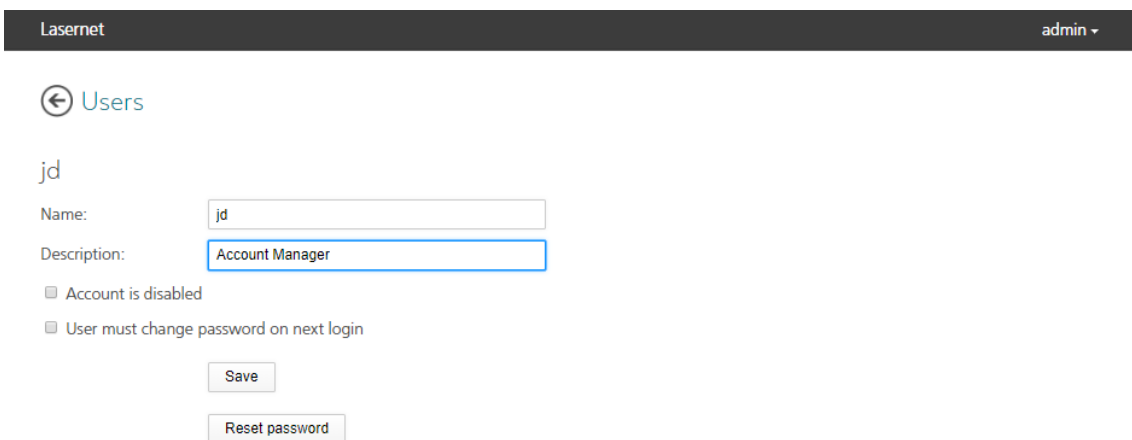 Lasernet admin
Users
jd
Name: jd
Description: Account Manager
Account is disabled
User must change password on next login
Save
Reset password